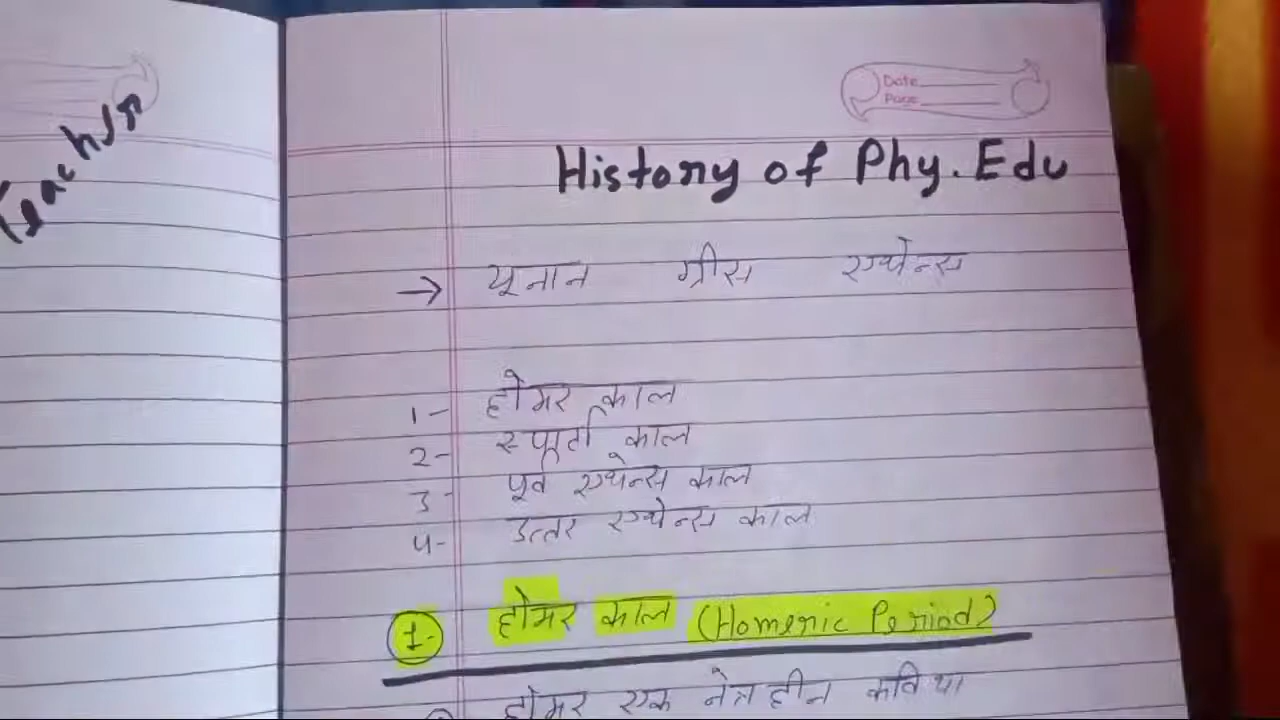 Teach
Date
Page
History of Phy. Edu
→ यूनान ग्रीस एथेन्स
1- होमर काल
2- स्पार्टा काल
3- पूर्व एथेन्स काल
4- उत्तर एथेन्स काल
1- होमर काल (Homeric Period)
होमर एक नेत्रहीन कवि था